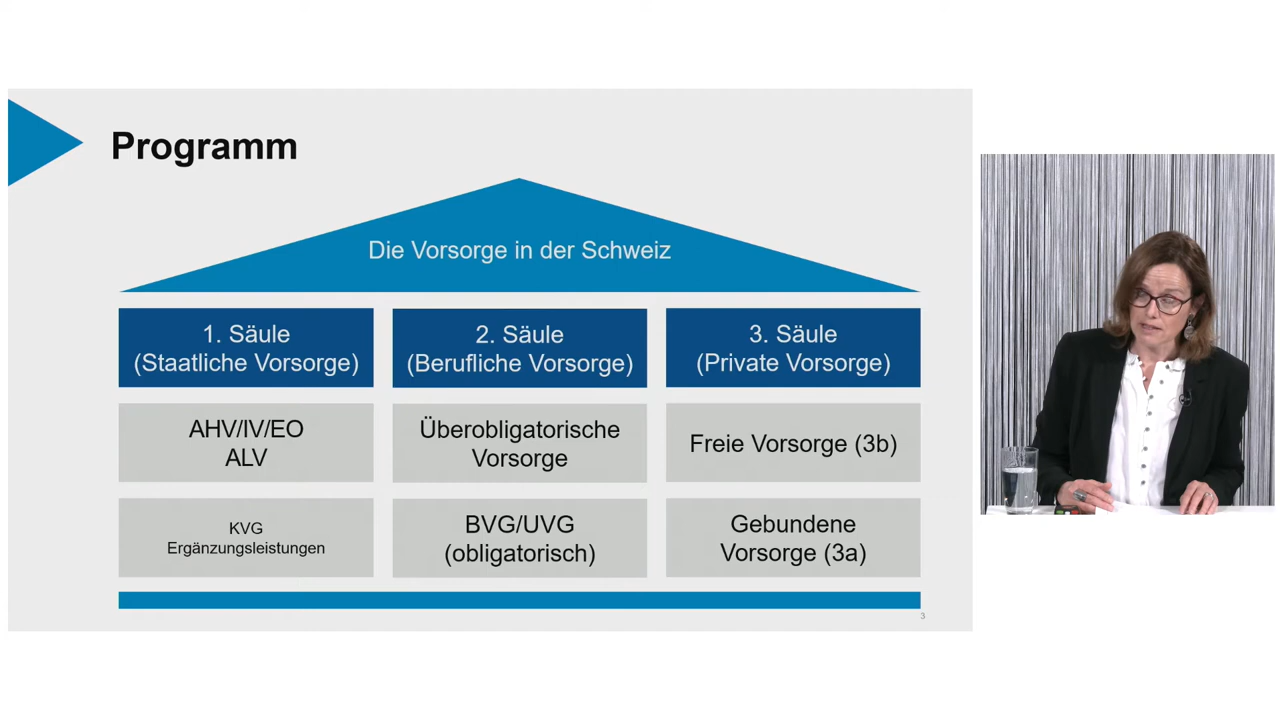 Programm
Die Vorsorge in der Schweiz
1. Säule
(Staatliche Vorsorge)
2. Säule
(Berufliche Vorsorge)
3. Säule
(Private Vorsorge)
AHV/IV/EO
ALV
Überobligatorische
Vorsorge
Freie Vorsorge (3b)
KVG
Ergänzungsleistungen
BVG/UVG
(obligatorisch)
Gebundene
Vorsorge (3a)
3